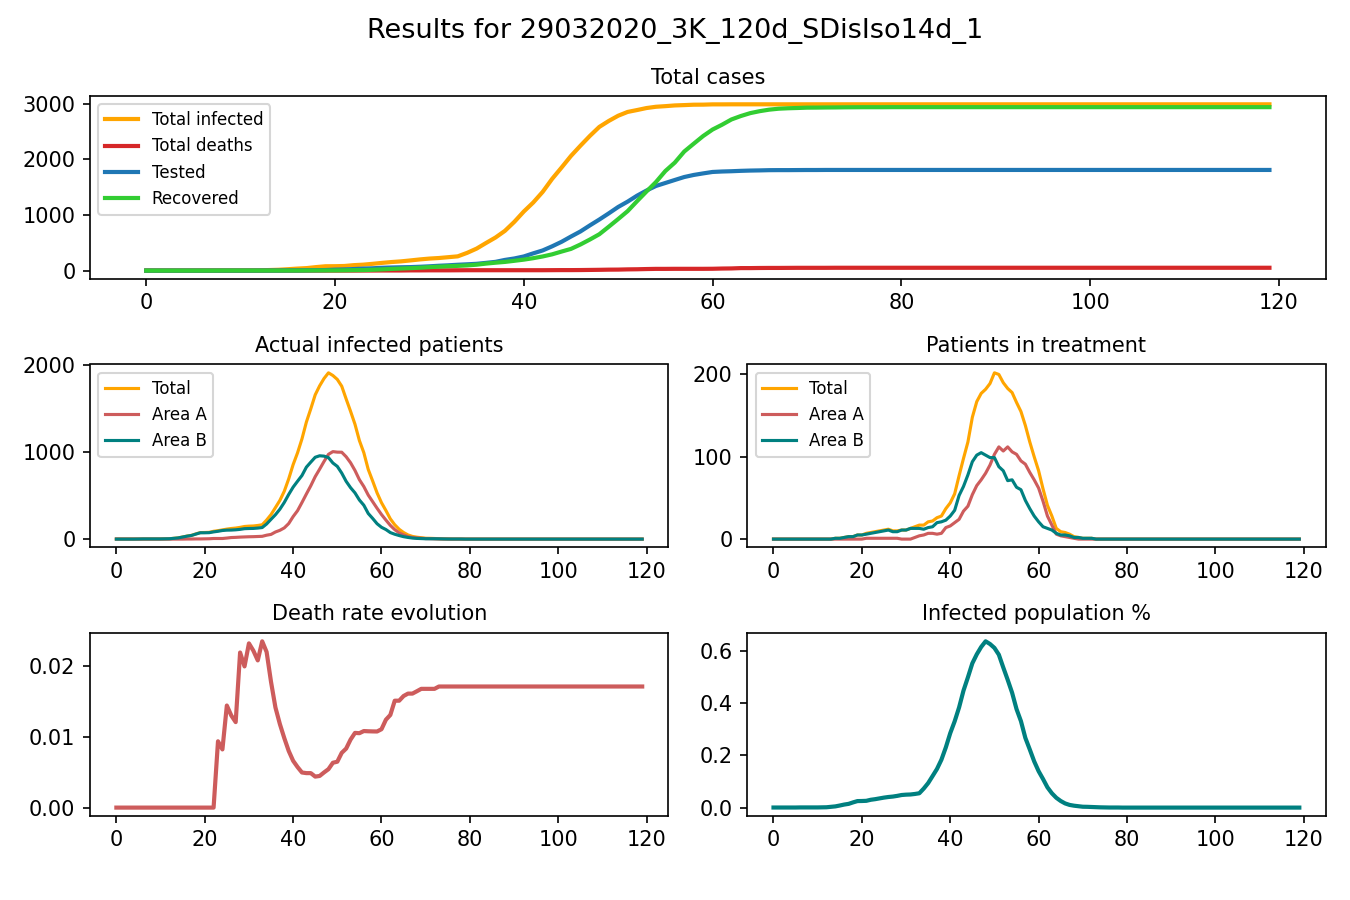 Results for 29032020_3K_120d_SDisIso14d_1
Total cases
3000
2000
1000
0
Total infected
Total deaths
Tested
Recovered
0 20 40 60 80 100 120
Actual infected patients
2000
1000
0
Total
Area A
Area B
0 20 40 60 80 100 120
Patients in treatment
200
100
0
Total
Area A
Area B
0 20 40 60 80 100 120
Death rate evolution
0.02
0.01
0.00
0 20 40 60 80 100 120
Infected population %
0.6
0.4
0.2
0.0
0 20 40 60 80 100 120